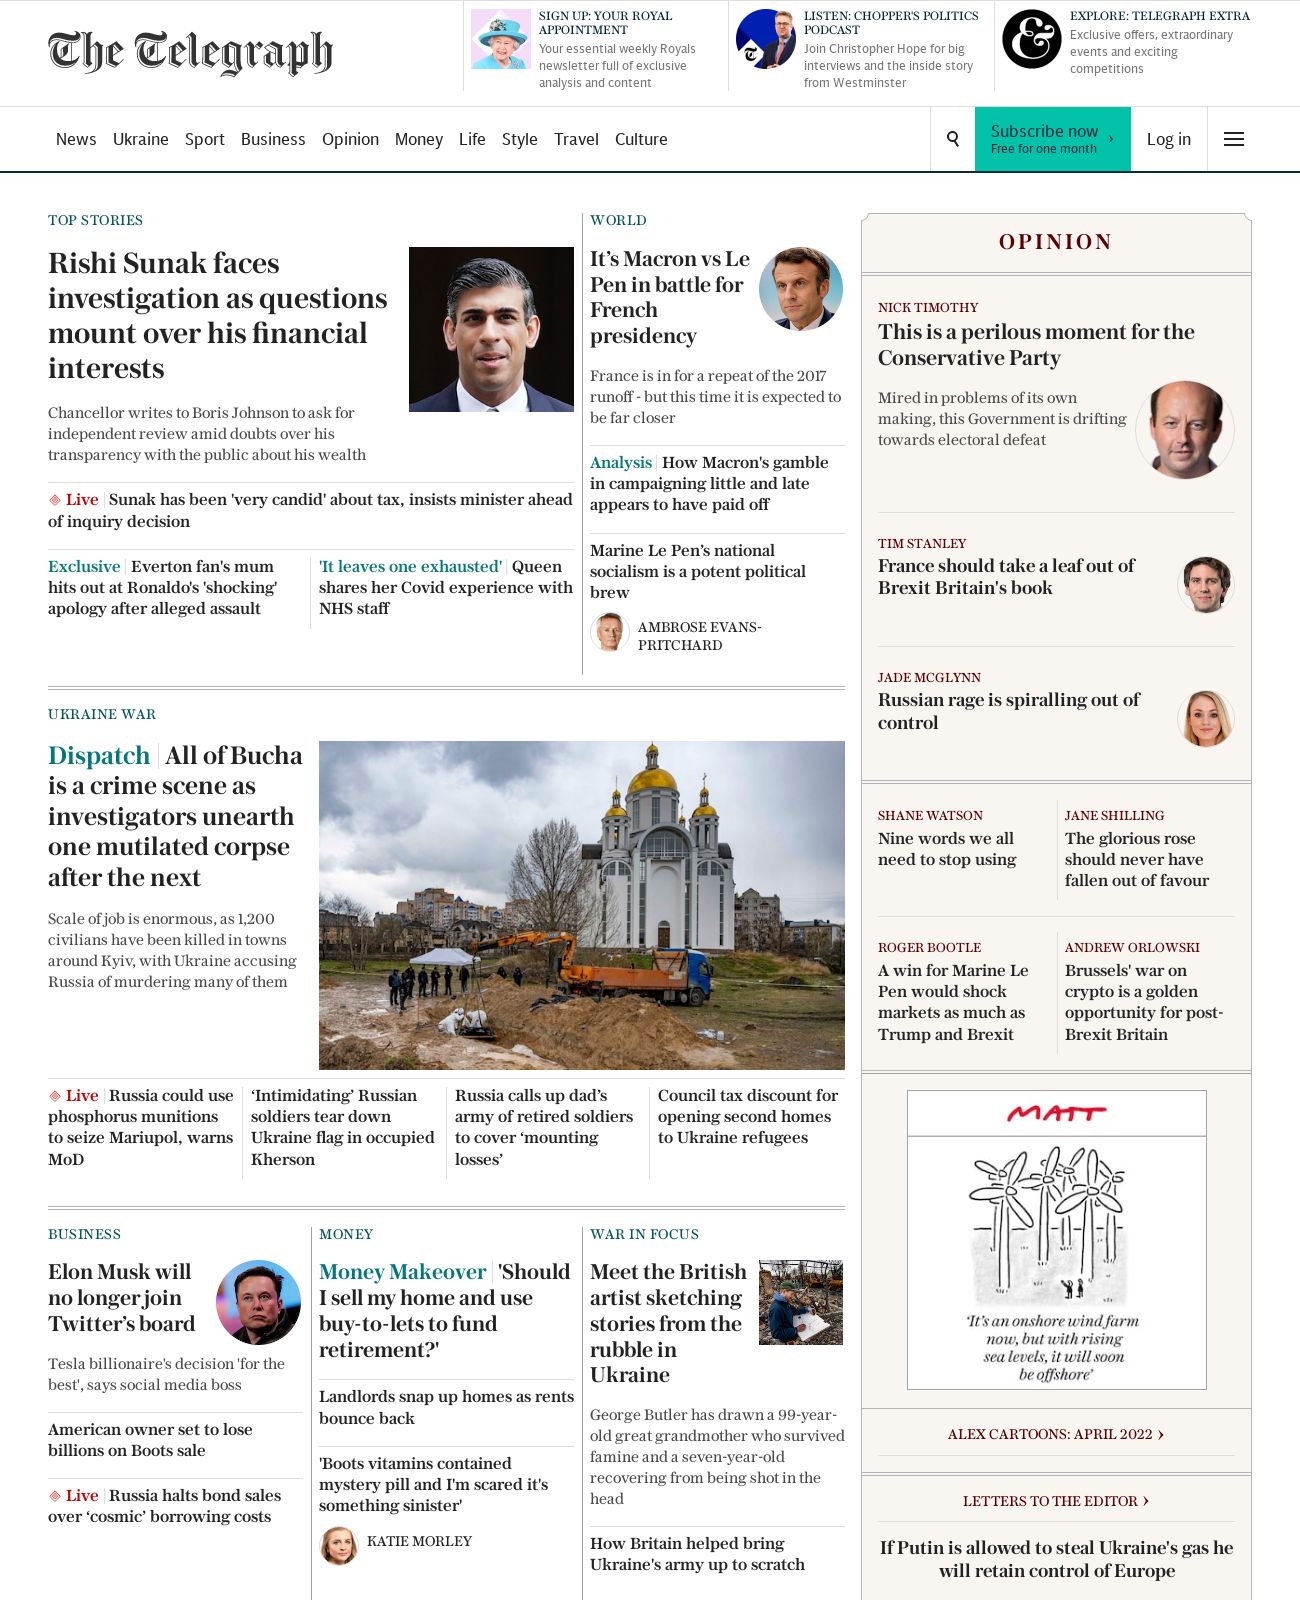 The Telegraph
SIGN UP: YOUR ROYAL
APPOINTMENT
Your essential weekly Royals
newsletter full of exclusive
analysis and content
LISTEN: CHOPPER'S POLITICS
PODCAST
Join Christopher Hope for big
interviews and the inside story
from Westminster
EXPLORE: TELEGRAPH EXTRA
Exclusive offers, extraordinary
events and exciting
competitions
News Ukraine Sport Business Opinion Money Life Style Travel Culture
Subscribe now ›
Free for one month
Log in
TOP STORIES
Rishi Sunak faces
investigation as questions
mount over his financial
interests
Chancellor writes to Boris Johnson to ask for
independent review amid doubts over his
transparency with the public about his wealth
Live Sunak has been 'very candid' about tax, insists minister ahead
of inquiry decision
Exclusive Everton fan's mum
hits out at Ronaldo's 'shocking'
apology after alleged assault
'It leaves one exhausted' Queen
shares her Covid experience with
NHS staff
WORLD
It's Macron vs Le
Pen in battle for
French
presidency
France is in for a repeat of the 2017
runoff - but this time it is expected to
be far closer
Analysis How Macron's gamble
in campaigning little and late
appears to have paid off
Marine Le Pen's national
socialism is a potent political
brew
AMBROSE EVANS-
PRITCHARD
UKRAINE WAR
Dispatch All of Bucha
is a crime scene as
investigators unearth
one mutilated corpse
after the next
Scale of job is enormous, as 1,200
civilians have been killed in towns
around Kyiv, with Ukraine accusing
Russia of murdering many of them
Live Russia could use
phosphorus munitions
to seize Mariupol, warns
MoD
‘Intimidating’ Russian
soldiers tear down
Ukraine flag in occupied
Kherson
Russia calls up dad’s
army of retired soldiers
to cover ‘mounting
losses’
Council tax discount for
opening second homes
to Ukraine refugees
BUSINESS
Elon Musk will
no longer join
Twitter’s board
Tesla billionaire's decision 'for the
best', says social media boss
American owner set to lose
billions on Boots sale
Live Russia halts bond sales
over ‘cosmic’ borrowing costs
MONEY
Money Makeover 'Should
I sell my home and use
buy-to-lets to fund
retirement?'
Landlords snap up homes as rents
bounce back
'Boots vitamins contained
mystery pill and I'm scared it's
something sinister'
KATIE MORLEY
WAR IN FOCUS
Meet the British
artist sketching
stories from the
rubble in
Ukraine
George Butler has drawn a 99-year-
old great grandmother who survived
famine and a seven-year-old
recovering from being shot in the
head
How Britain helped bring
Ukraine's army up to scratch
OPINION
NICK TIMOTHY
This is a perilous moment for the
Conservative Party
Mired in problems of its own
making, this Government is drifting
towards electoral defeat
TIM STANLEY
France should take a leaf out of
Brexit Britain's book
JADE MCGLYNN
Russian rage is spiralling out of
control
SHANE WATSON
Nine words we all
need to stop using
JANE SHILLING
The glorious rose
should never have
fallen out of favour
ROGER BOOTLE
A win for Marine Le
Pen would shock
markets as much as
Trump and Brexit
ANDREW ORLOWSKI
Brussels' war on
crypto is a golden
opportunity for post-
Brexit Britain
MATT
‘It’s an onshore wind farm
now, but with rising
sea levels, it will soon
be offshore’
ALEX CARTOONS: APRIL 2022 ›
LETTERS TO THE EDITOR ›
If Putin is allowed to steal Ukraine's gas he
will retain control of Europe